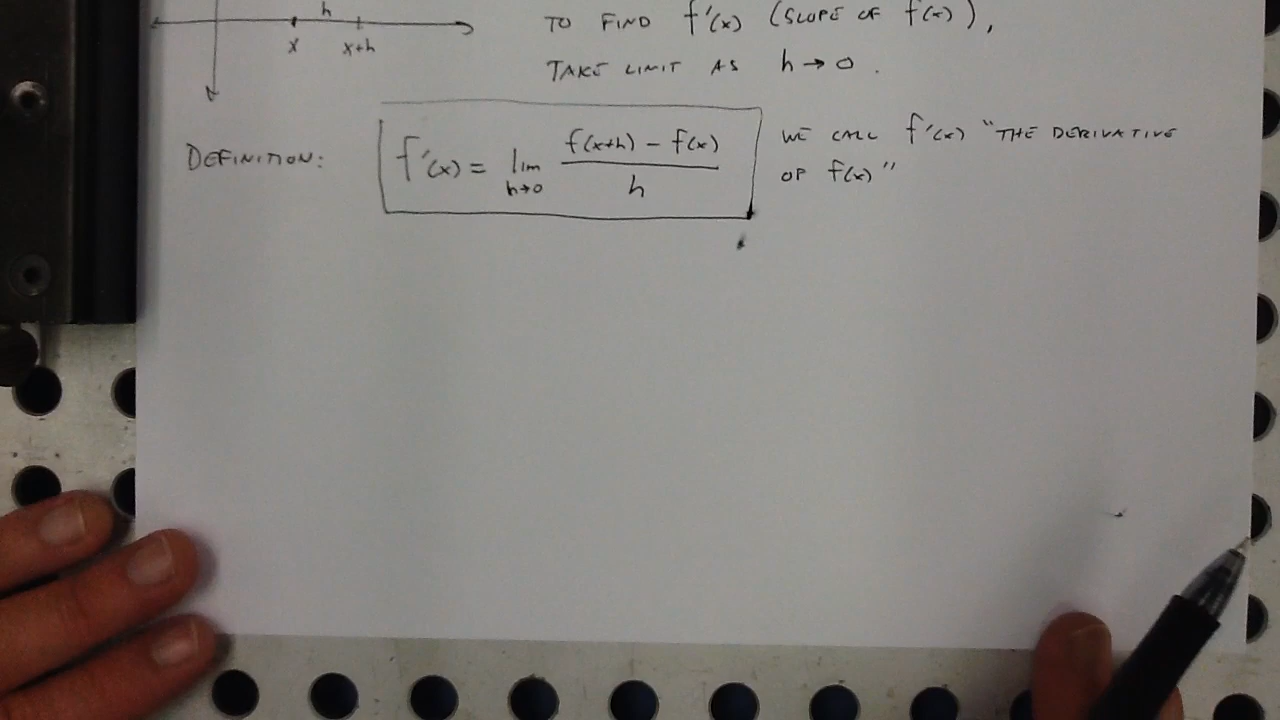 h
x x+h
TO FIND f'(x) (SLOPE OF f(x)),
TAKE LIMIT AS h→0.
DEFINITION: f'(x) = lim h→0 f(x+h) - f(x) / h
WE CALL f'(x) "THE DERIVATIVE
OF f(x)"